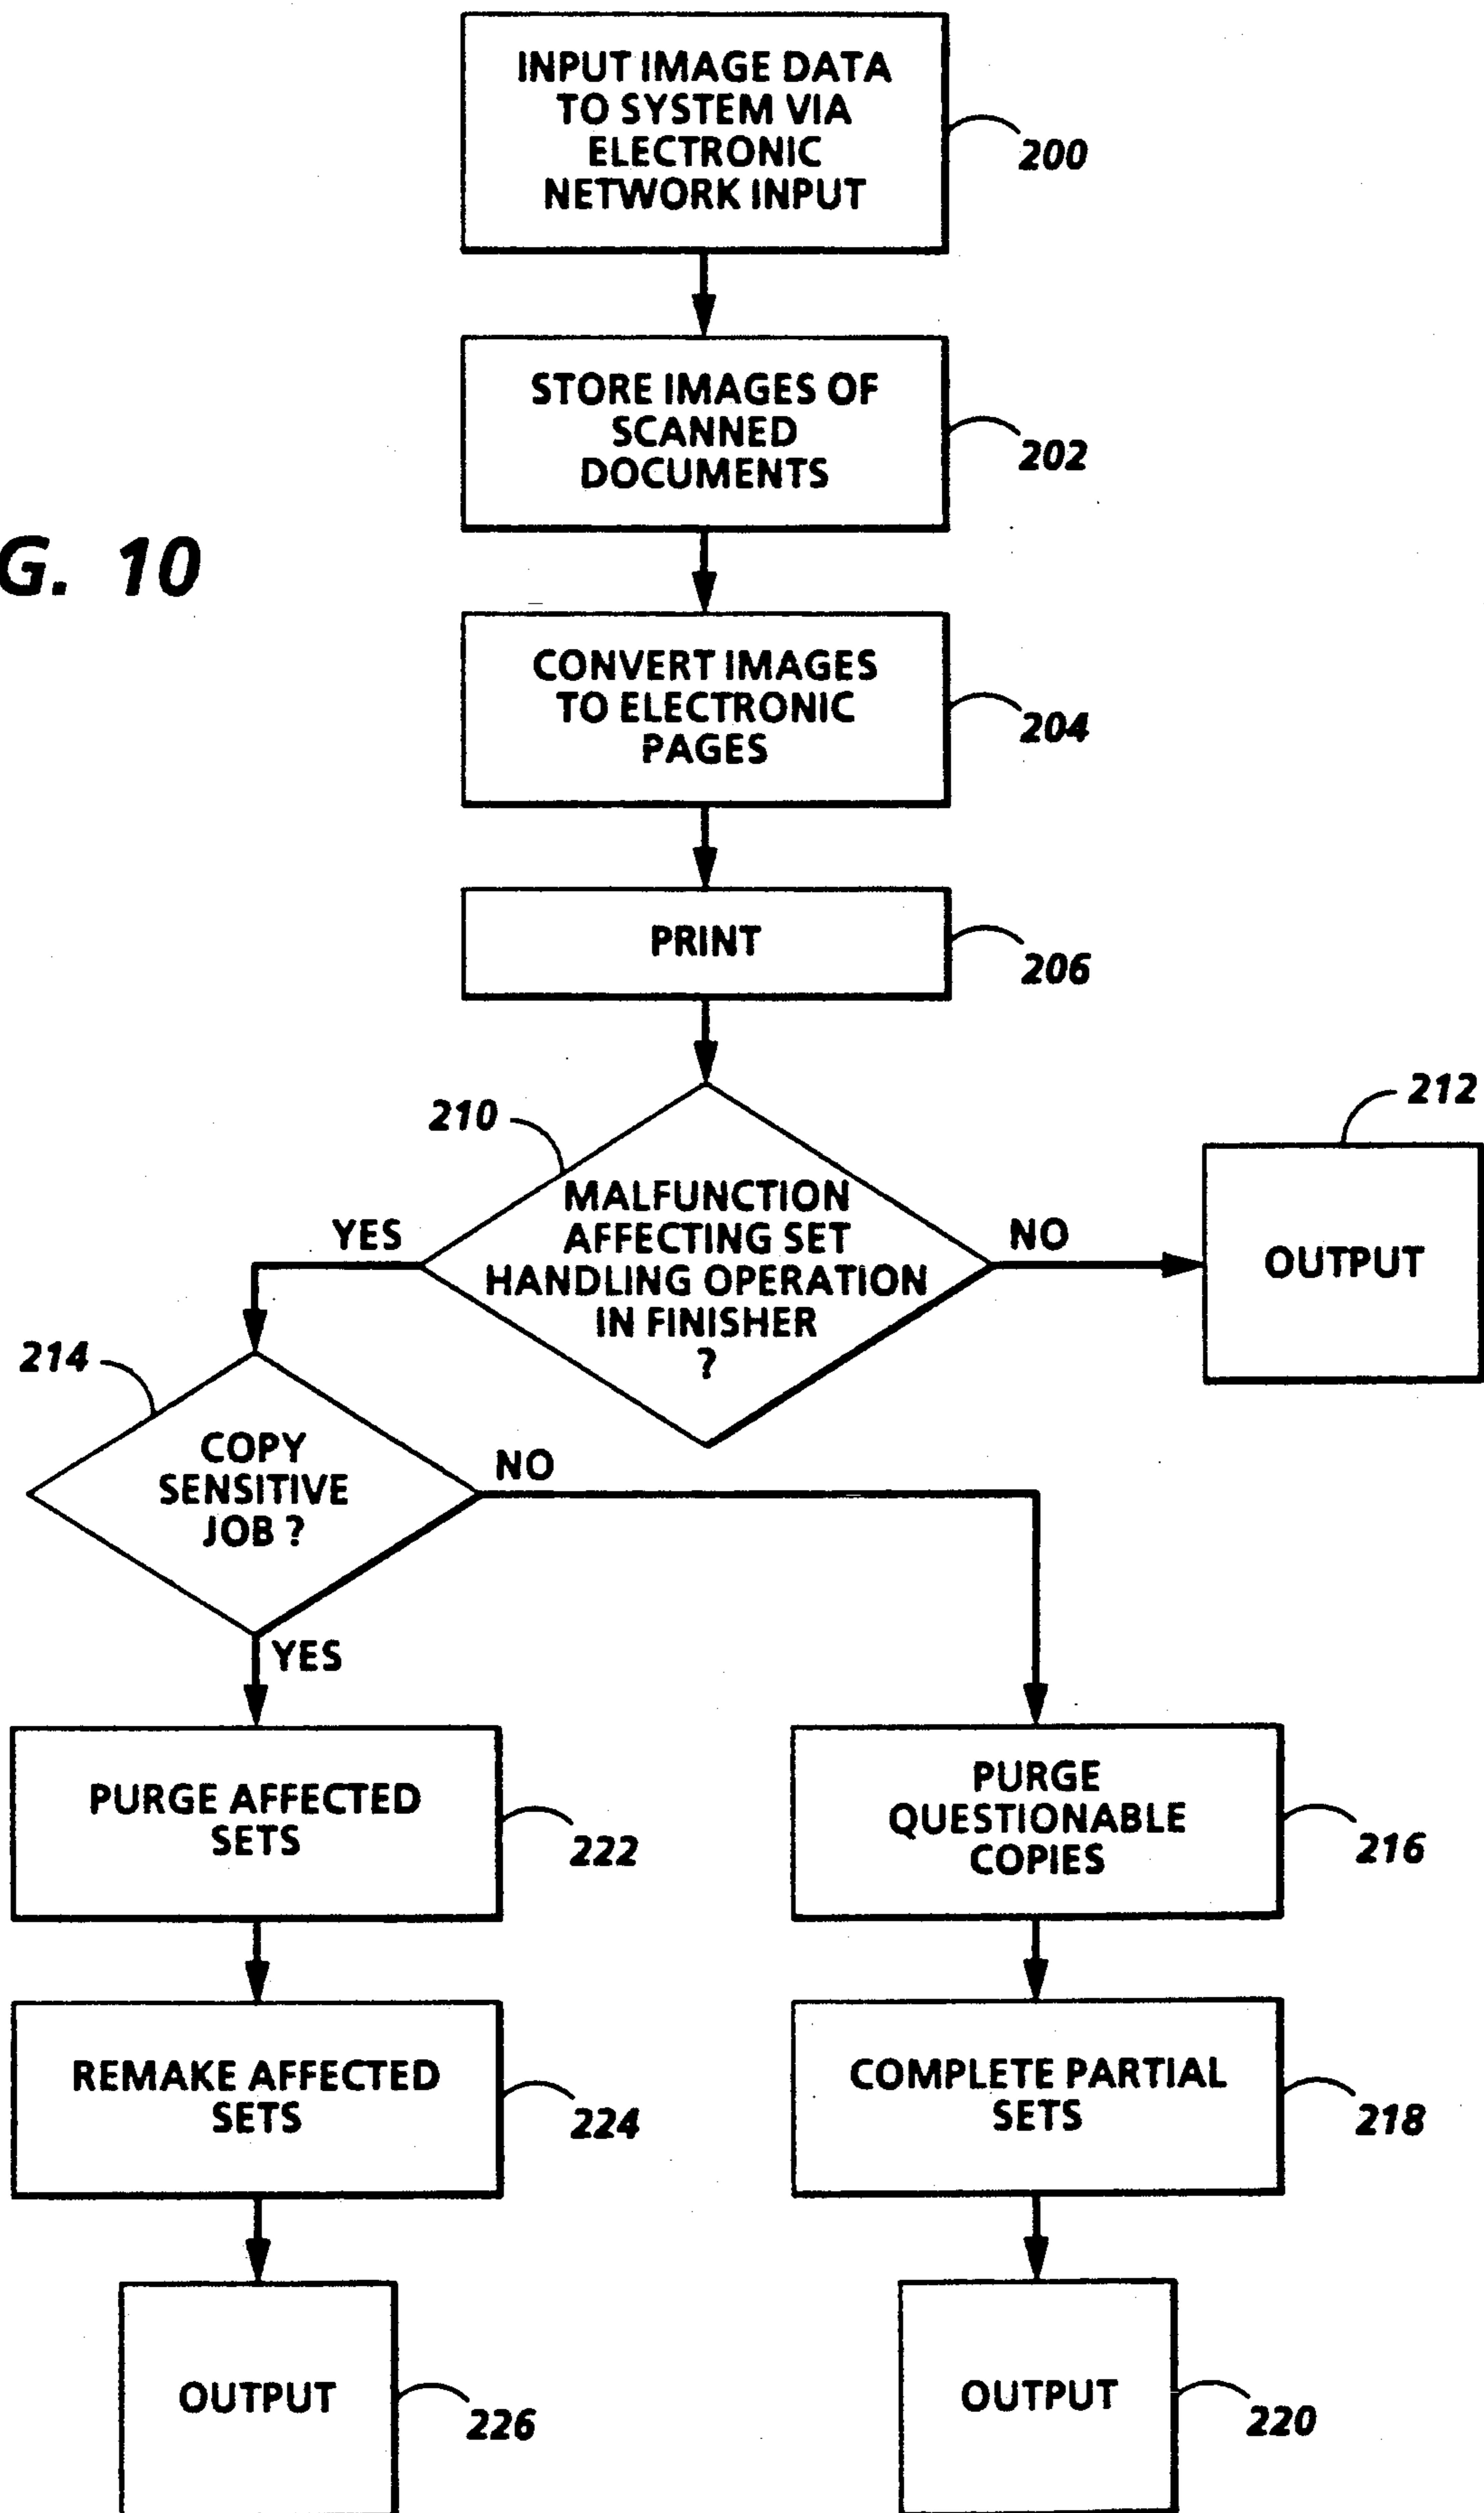 INPUT IMAGE DATA
TO SYSTEM VIA
ELECTRONIC
NETWORK INPUT
200
STORE IMAGES OF
SCANNED
DOCUMENTS
202
G. 10
CONVERT IMAGES
TO ELECTRONIC
PAGES
204
PRINT
206
210
MALFUNCTION
AFFECTING SET
HANDLING OPERATION
IN FINISHER
?
YES
NO
212
OUTPUT
214
COPY
SENSITIVE
JOB ?
NO
YES
PURGE AFFECTED
SETS
222
PURGE
QUESTIONABLE
COPIES
216
REMAKE AFFECTED
SETS
224
COMPLETE PARTIAL
SETS
218
OUTPUT
226
OUTPUT
220